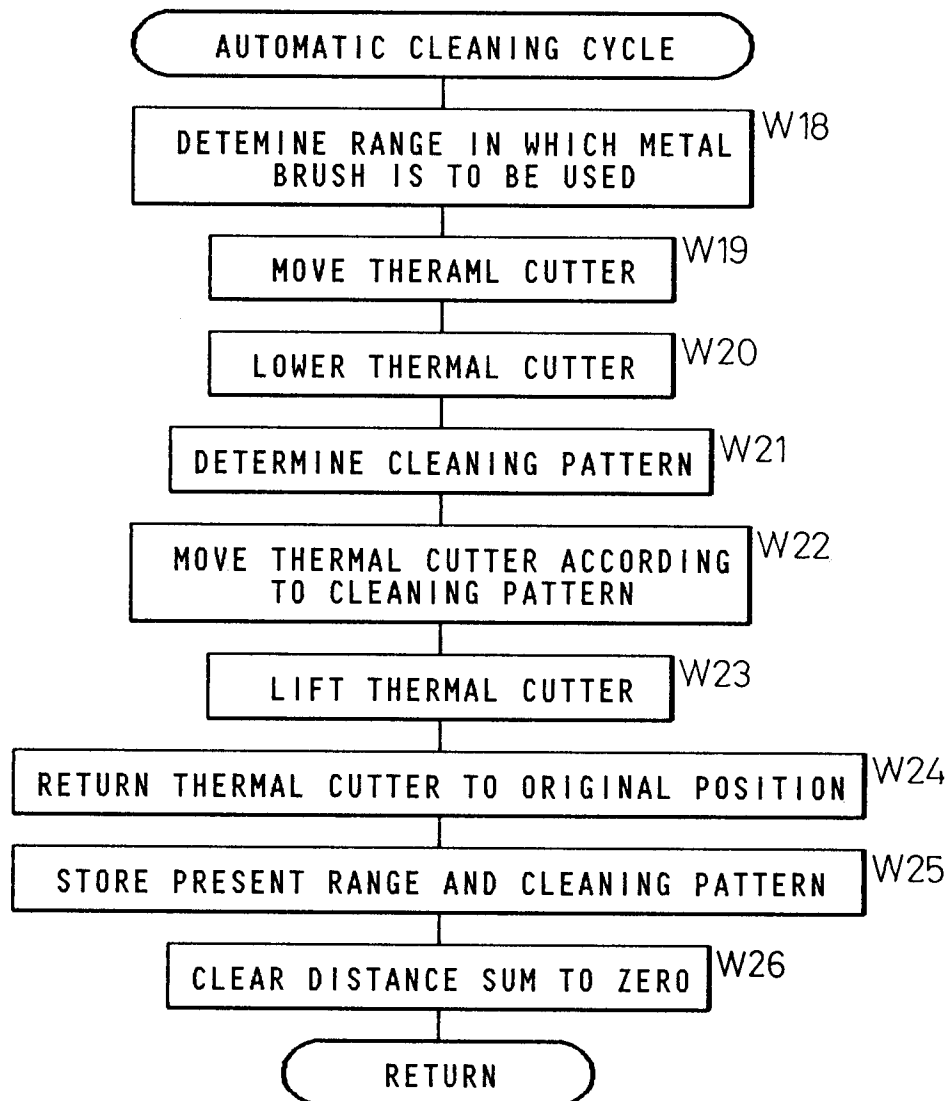 AUTOMATIC CLEANING CYCLE
W18
DETEMINE RANGE IN WHICH METAL
BRUSH IS TO BE USED
W19
MOVE THERAML CUTTER
W20
LOWER THERMAL CUTTER
W21
DETERMINE CLEANING PATTERN
W22
MOVE THERMAL CUTTER ACCORDING
TO CLEANING PATTERN
W23
LIFT THERMAL CUTTER
W24
RETURN THERMAL CUTTER TO ORIGINAL POSITION
W25
STORE PRESENT RANGE AND CLEANING PATTERN
W26
CLEAR DISTANCE SUM TO ZERO
RETURN